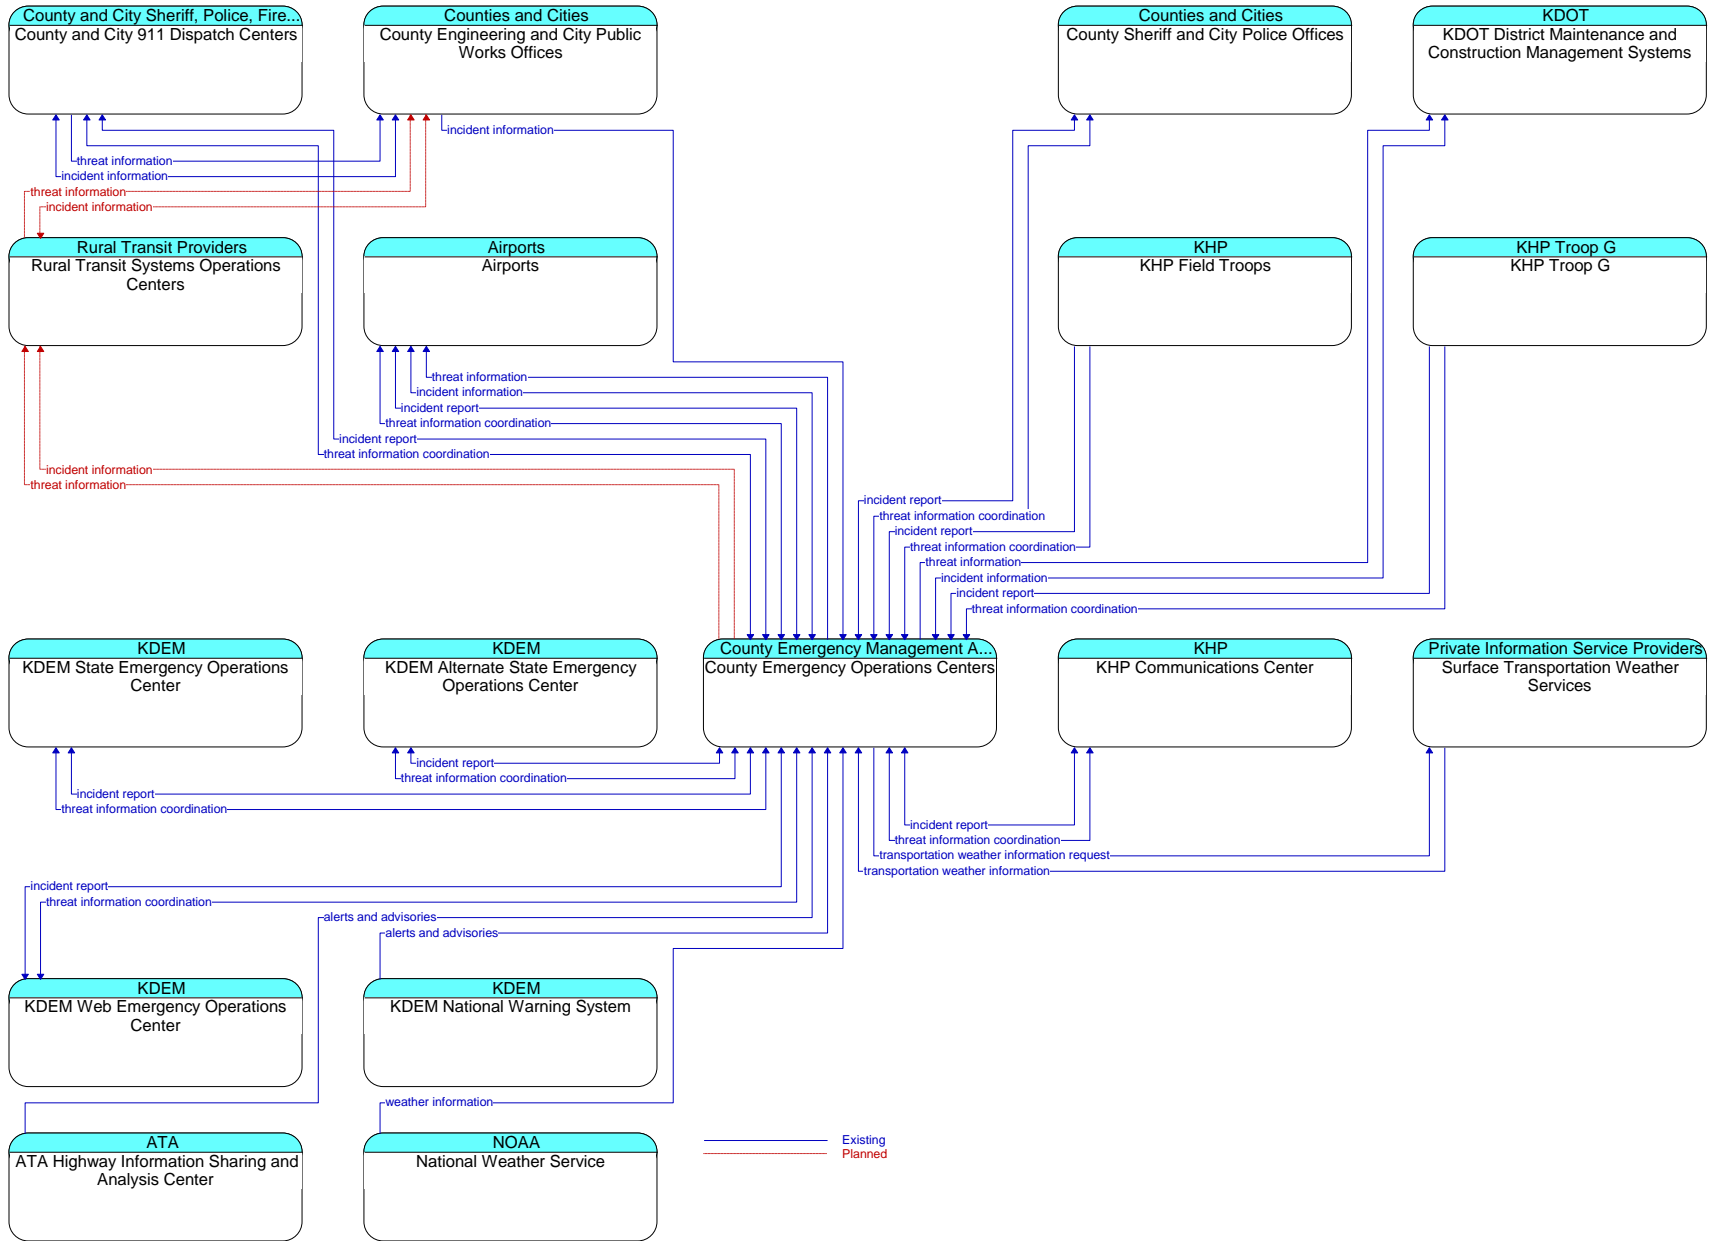 County and City Sheriff, Police, Fire...
County and City 911 Dispatch Centers
Counties and Cities
County Engineering and City Public
Works Offices
Counties and Cities
County Sheriff and City Police Offices
KDOT
KDOT District Maintenance and
Construction Management Systems
incident information
threat information
incident information
threat information
incident information
Rural Transit Providers
Rural Transit Systems Operations
Centers
Airports
Airports
KHP
KHP Field Troops
KHP Troop G
KHP Troop G
threat information
incident information
incident report
threat information coordination
incident report
threat information coordination
incident information
threat information
incident report
threat information coordination
incident report
threat information coordination
threat information
incident information
incident report
threat information coordination
KDEM
KDEM State Emergency Operations
Center
KDEM
KDEM Alternate State Emergency
Operations Center
County Emergency Management A...
County Emergency Operations Centers
KHP
KHP Communications Center
Private Information Service Providers
Surface Transportation Weather
Services
incident report
threat information coordination
incident report
threat information coordination
incident report
threat information coordination
transportation weather information request
transportation weather information
incident report
threat information coordination
alerts and advisories
alerts and advisories
KDEM
KDEM Web Emergency Operations
Center
KDEM
KDEM National Warning System
weather information
ATA
ATA Highway Information Sharing and
Analysis Center
NOAA
National Weather Service
Existing
Planned